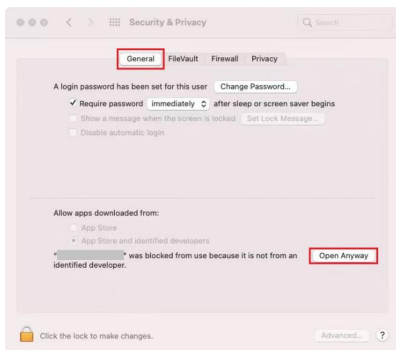 Security & Privacy
Search
General FileVault Firewall Privacy
A login password has been set for this user Change Password...
Require password immediately after sleep or screen saver begins
Show a message when the screen is locked Set Lock Message...
Disable automatic login
Allow apps downloaded from:
App Store
App Store and identified developers
" " was blocked from use because it is not from an Open Anyway
identified developer.
Click the lock to make changes. Advanced... ?